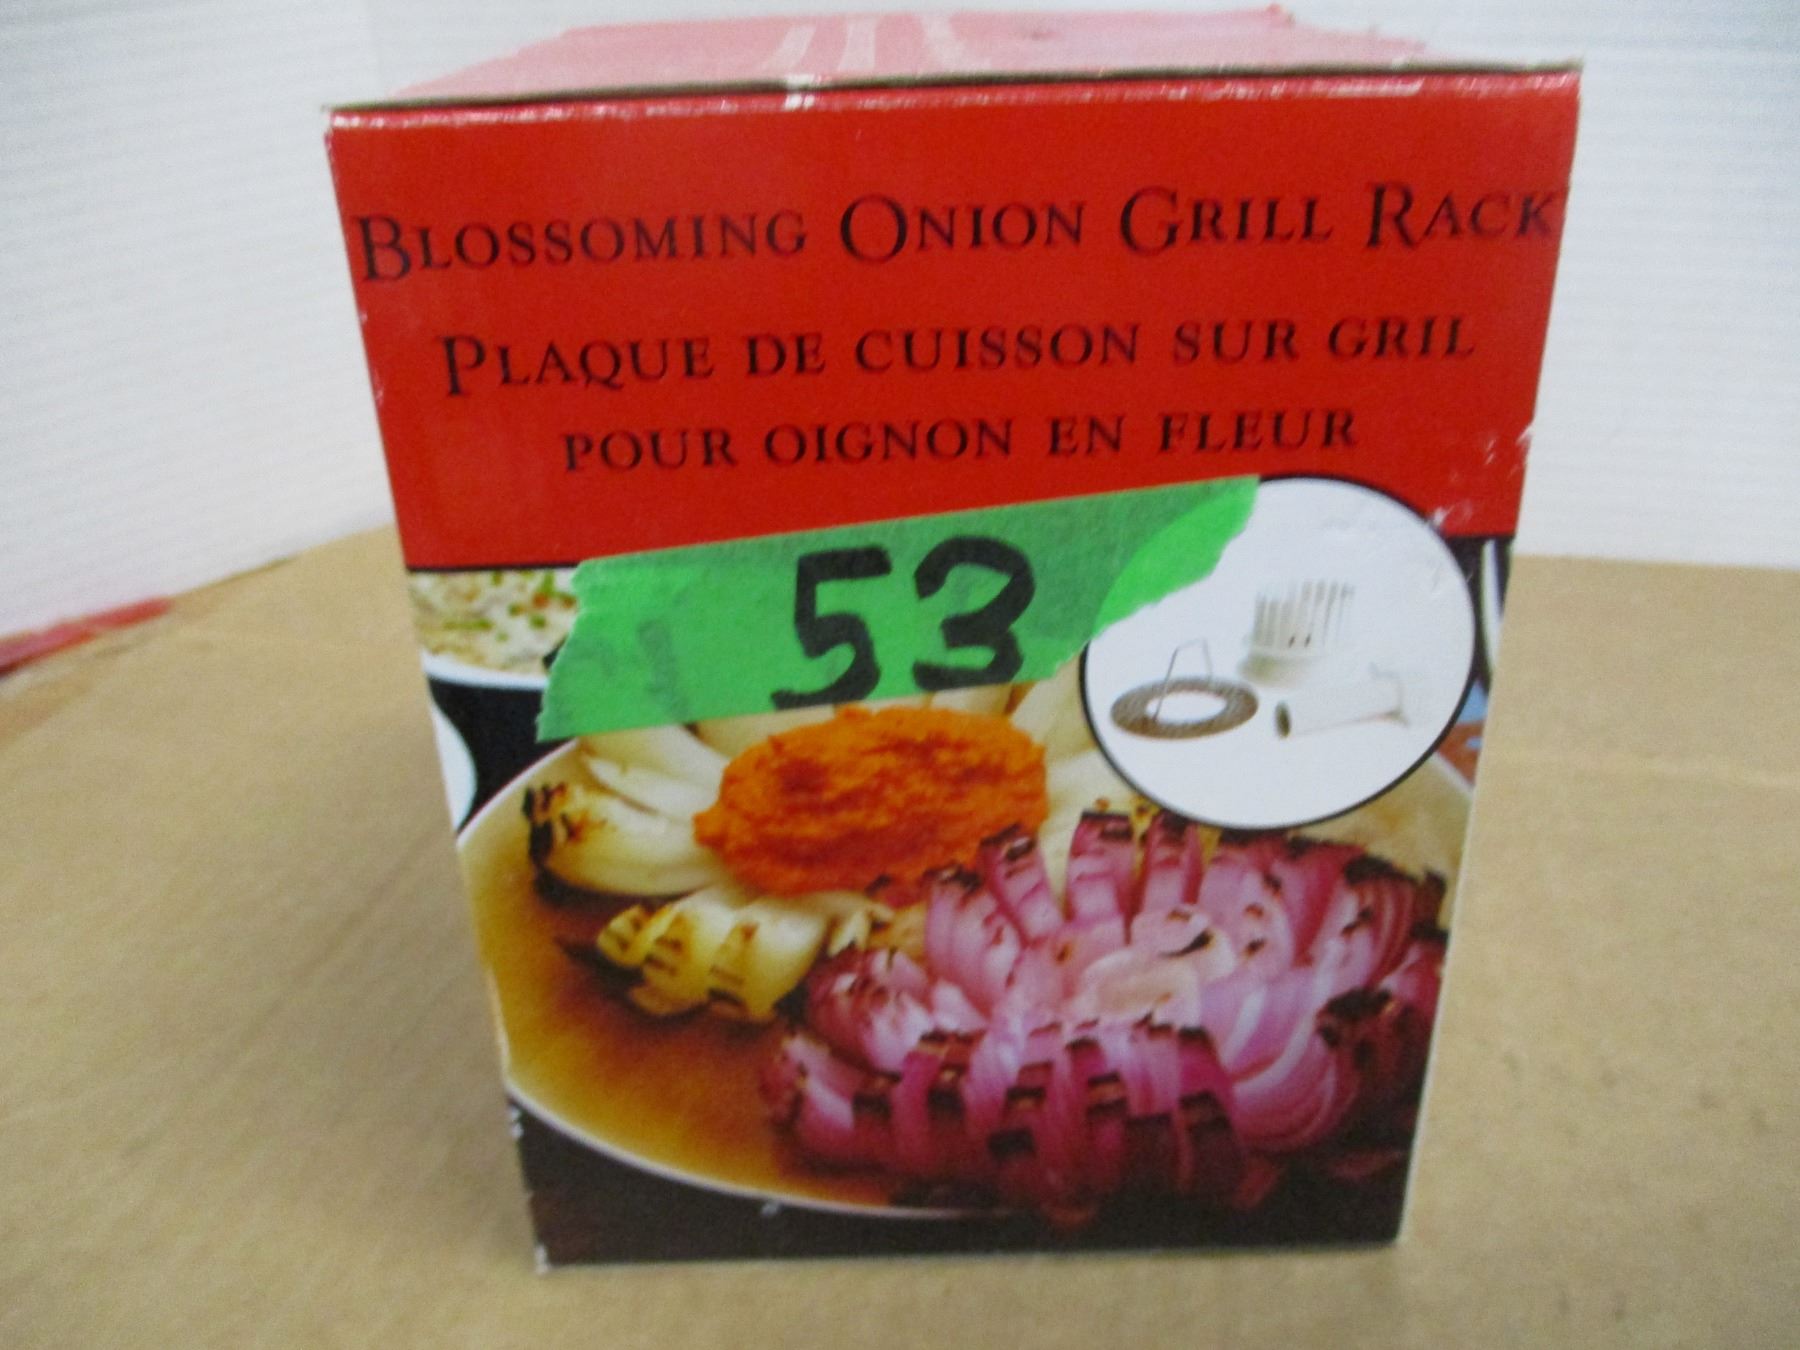 BLOSSOMING ONION GRILL RACK
PLAQUE DE CUISSON SUR GRIL
POUR OIGNON EN FLEUR
53